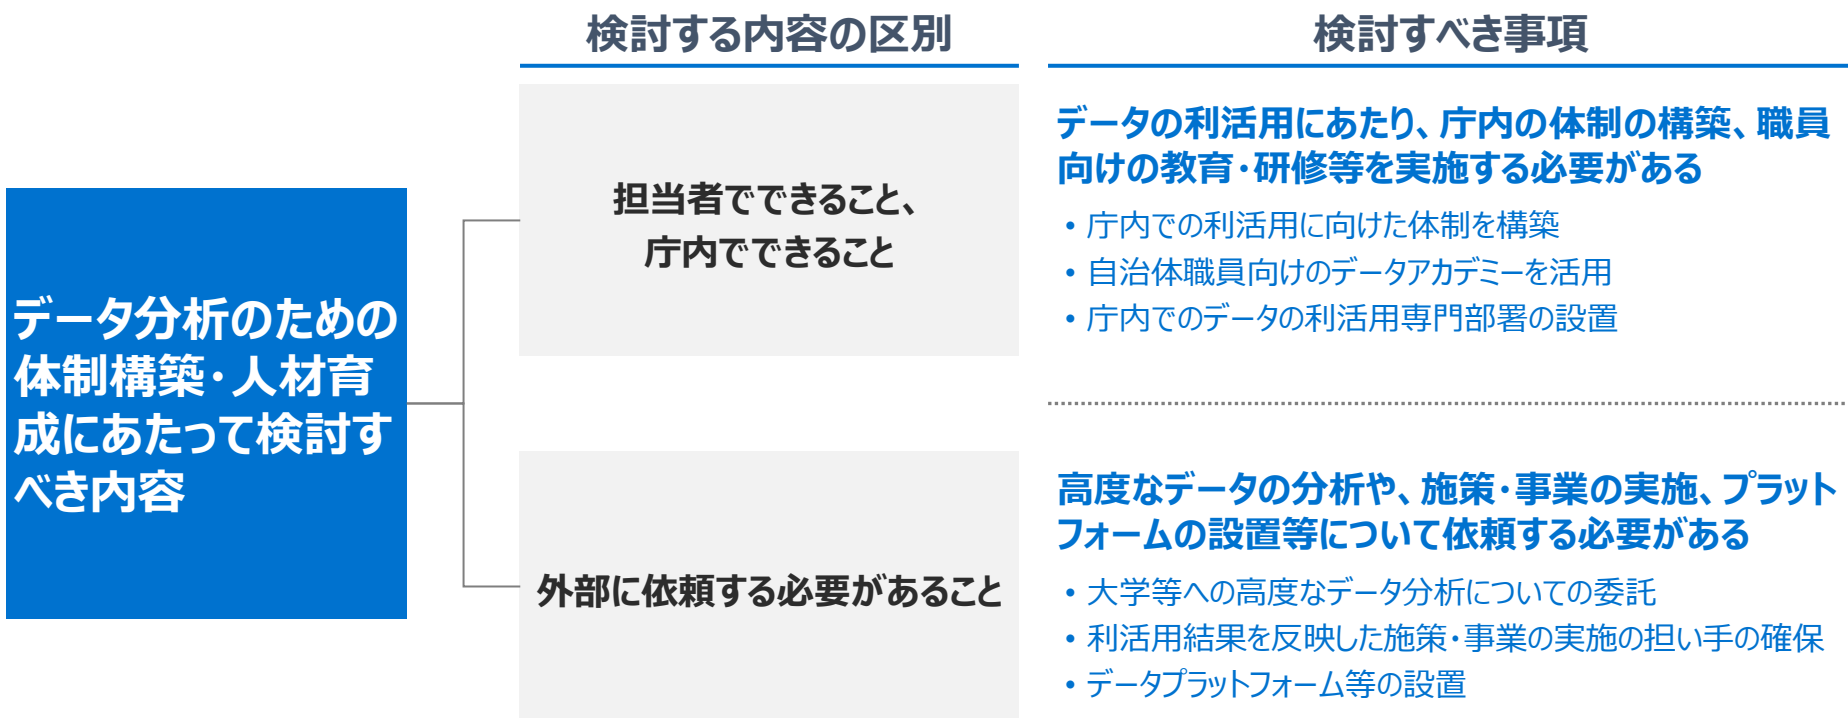 検討する内容の区別
検討すべき事項
データ分析のための
体制構築・人材育
成にあたって検討す
べき内容
担当者でできること、
庁内でできること
データの利活用にあたり、庁内の体制の構築、職員
向けの教育・研修等を実施する必要がある
・庁内での利活用に向けた体制を構築
・自治体職員向けのデータアカデミーを活用
・庁内でのデータの利活用専門部署の設置
外部に依頼する必要があること
高度なデータの分析や、施策・事業の実施、プラット
フォームの設置等について依頼する必要がある
・大学等への高度なデータ分析についての委託
・利活用結果を反映した施策・事業の実施の担い手の確保
・データプラットフォーム等の設置